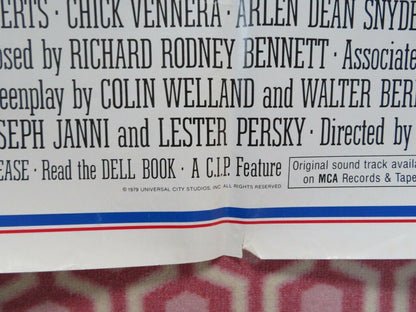 ERTS · CHICK VENNERA · ARLEN DEAN SNYDE
osed by RICHARD RODNEY BENNETT · Associate
eenplay by COLIN WELLAND and WALTER BER
SEPH JANNI and LESTER PERSKY · Directed by
EASE · Read the DELL BOOK · A C.I.P. Feature
Original sound track availa
on MCA Records & Tape
© 1979 UNIVERSAL CITY STUDIOS, INC. ALL RIGHTS RESERVED.